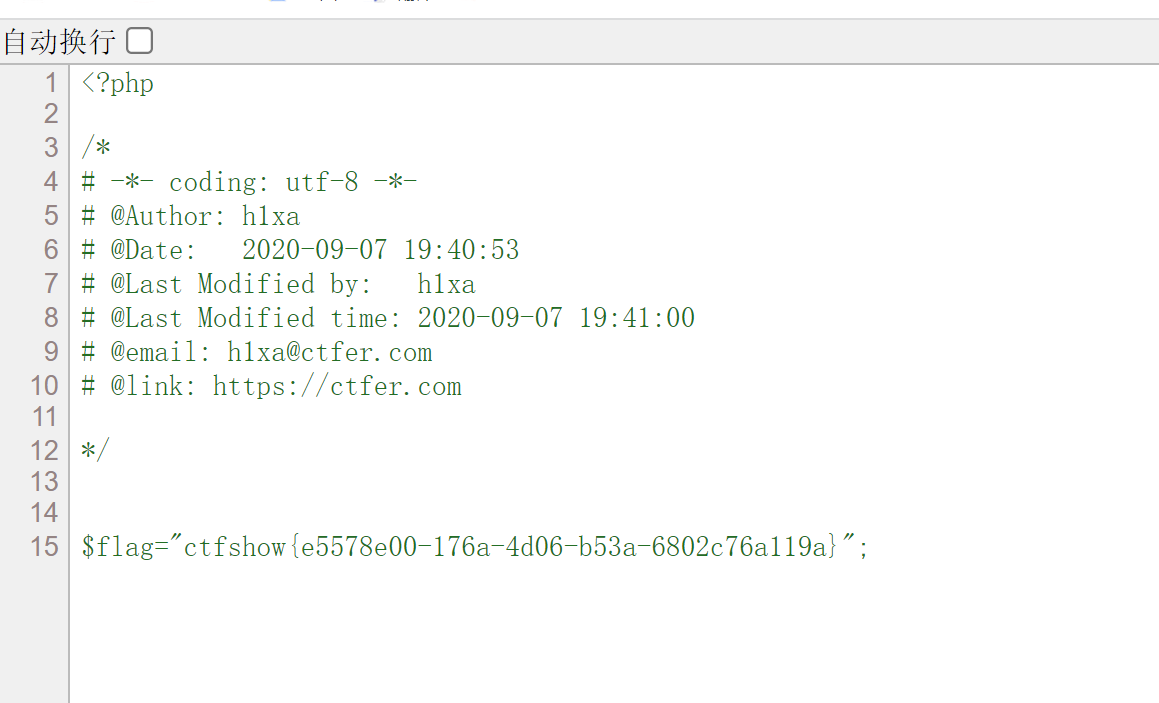 自动换行
1 <?php
2
3 /*
4 # -*- coding: utf-8 -*-
5 # @Author: h1xa
6 # @Date:   2020-09-07 19:40:53
7 # @Last Modified by:   h1xa
8 # @Last Modified time: 2020-09-07 19:41:00
9 # @email: h1xa@ctfer.com
10 # @link: https://ctfer.com
11
12 */
13
14
15 $flag="ctfshow{e5578e00-176a-4d06-b53a-6802c76a119a}";